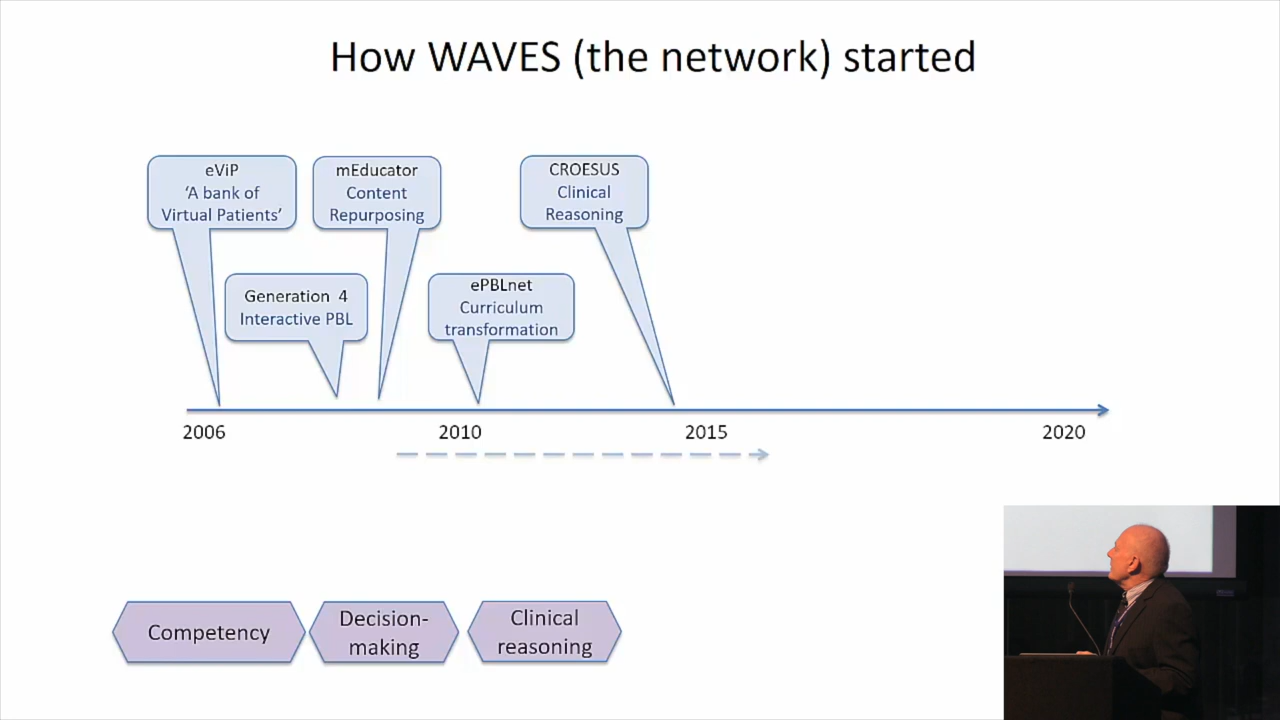 How WAVES (the network) started
eViP
‘A bank of
Virtual Patients’
mEducator
Content
Repurposing
CROESUS
Clinical
Reasoning
Generation 4
Interactive PBL
ePBLnet
Curriculum
transformation
2006
2010
2015
2020
Competency
Decision-
making
Clinical
reasoning